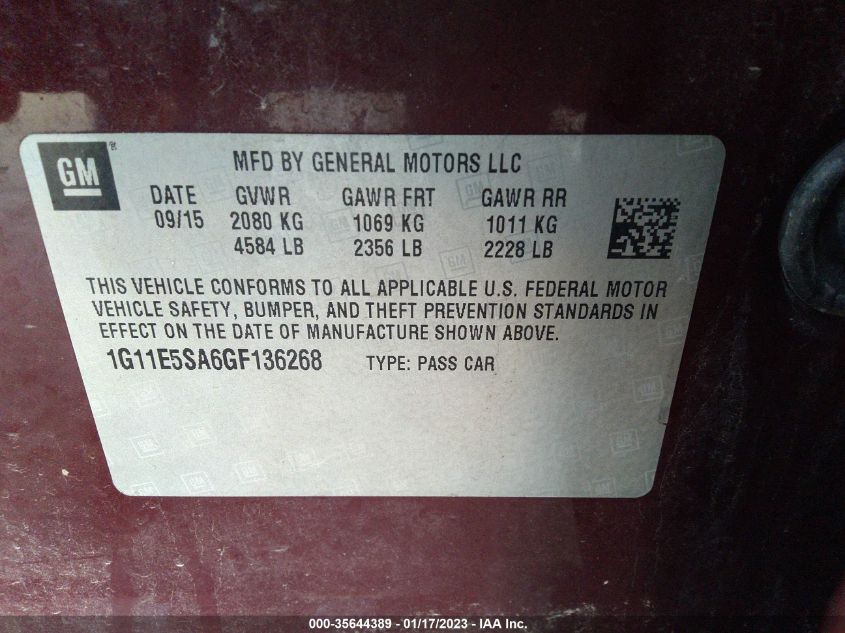 GM ®
MFD BY GENERAL MOTORS LLC
DATE GVWR GAWR FRT GAWR RR
09/15 2080 KG 1069 KG 1011 KG
4584 LB 2356 LB 2228 LB
THIS VEHICLE CONFORMS TO ALL APPLICABLE U.S. FEDERAL MOTOR
VEHICLE SAFETY, BUMPER, AND THEFT PREVENTION STANDARDS IN
EFFECT ON THE DATE OF MANUFACTURE SHOWN ABOVE.
1G11E5SA6GF136268 TYPE: PASS CAR
000-35644389 - 01/17/2023 - IAA Inc.